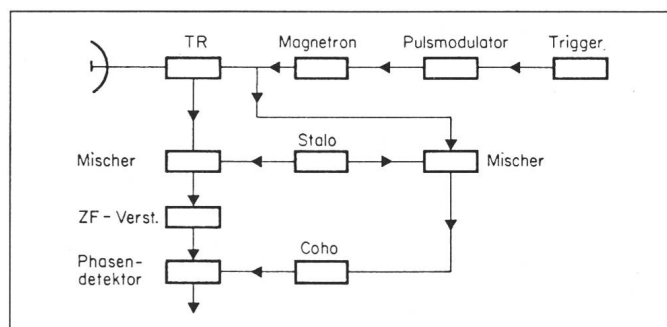 TR
Magnetron
Pulsmodulator
Trigger.
Mischer
Stalo
Mischer
ZF-Verst.
Phasen-
detektor
Coho